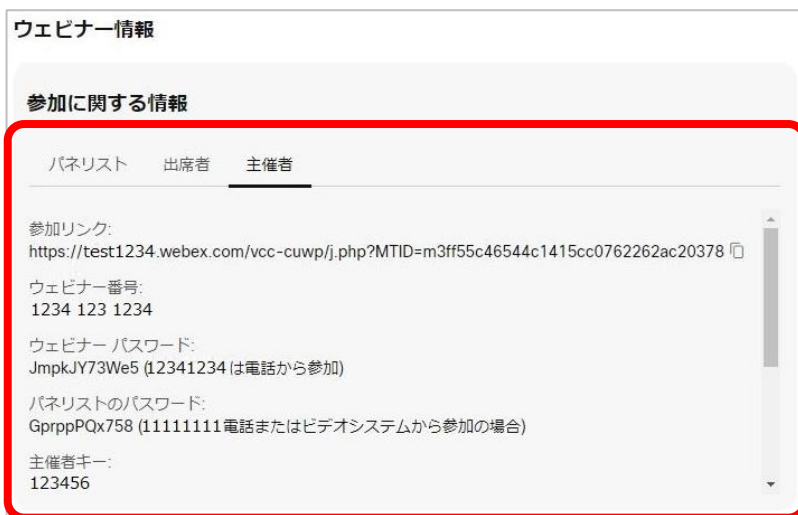 ウェビナー情報
参加に関する情報
パネリスト 出席者 主催者
参加リンク:
https://test1234.webex.com/vcc-cuwp/j.php?MTID=m3ff55c46544c1415cc0762262ac20378
ウェビナー番号:
1234 123 1234
ウェビナー パスワード:
JmpkJY73We5 (12341234 は電話から参加)
パネリストのパスワード:
GprppPQx758 (11111111電話またはビデオシステムから参加の場合)
主催者キー:
123456